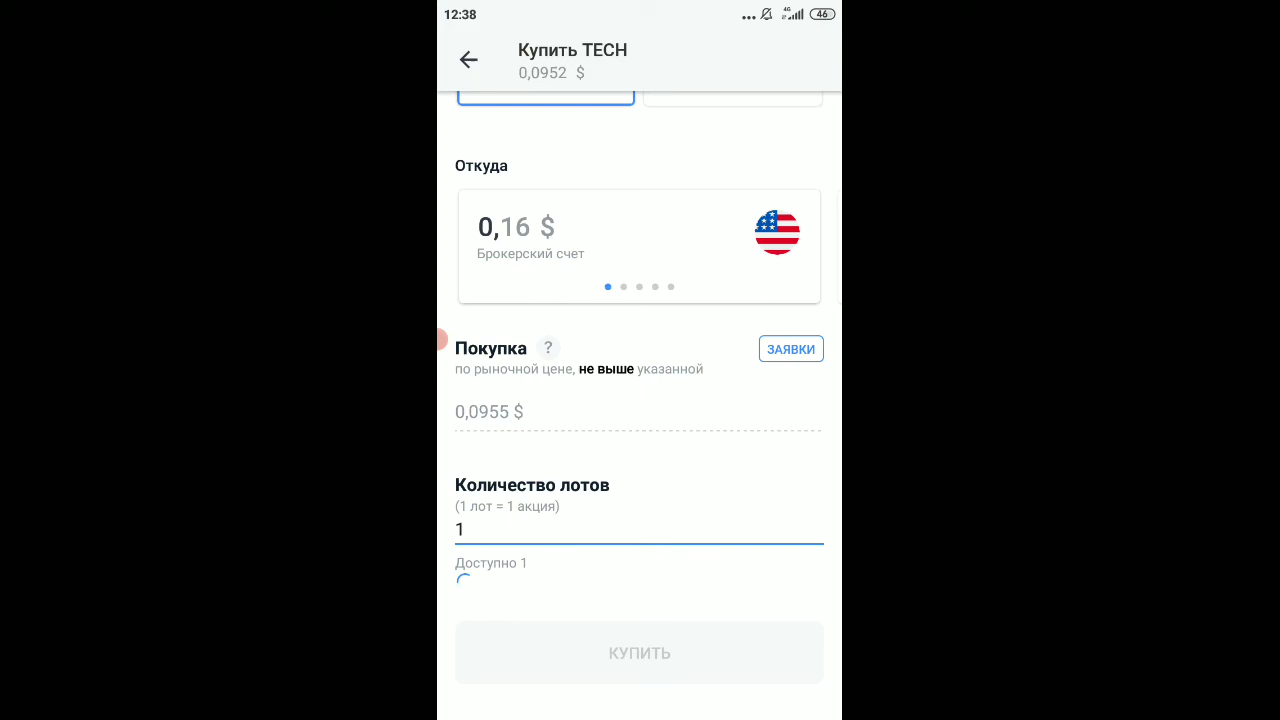 12:38
4G
46
Купить TECH
0,0952 $
Откуда
0,16 $
Брокерский счет
Покупка ?
ЗАЯВКИ
по рыночной цене, не выше указанной
0,0955 $
Количество лотов
(1 лот = 1 акция)
1
Доступно 1
КУПИТЬ